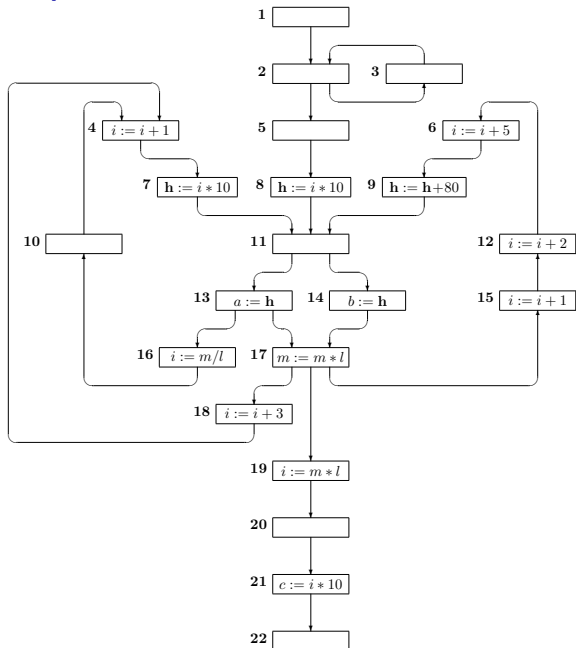 1
2
3
4 i := i + 1
5
6 i := i + 5
7 h := i * 10
8 h := i * 10
9 h := h+80
10
11
12 i := i + 2
13 a := h
14 b := h
15 i := i + 1
16 i := m/l
17 m := m * l
18 i := i + 3
19 i := m * l
20
21 c := i * 10
22